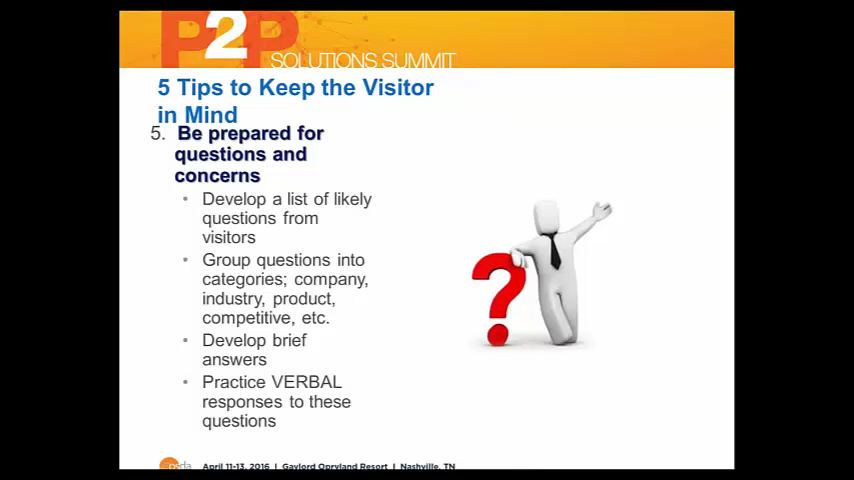 P2P
SOLUTIONS SUMMIT
5 Tips to Keep the Visitor
in Mind
5. Be prepared for
questions and
concerns
• Develop a list of likely
questions from
visitors
• Group questions into
categories; company,
industry, product,
competitive, etc.
• Develop brief
answers
• Practice VERBAL
responses to these
questions
psda April 11-13, 2016 | Gaylord Opryland Resort | Nashville, TN